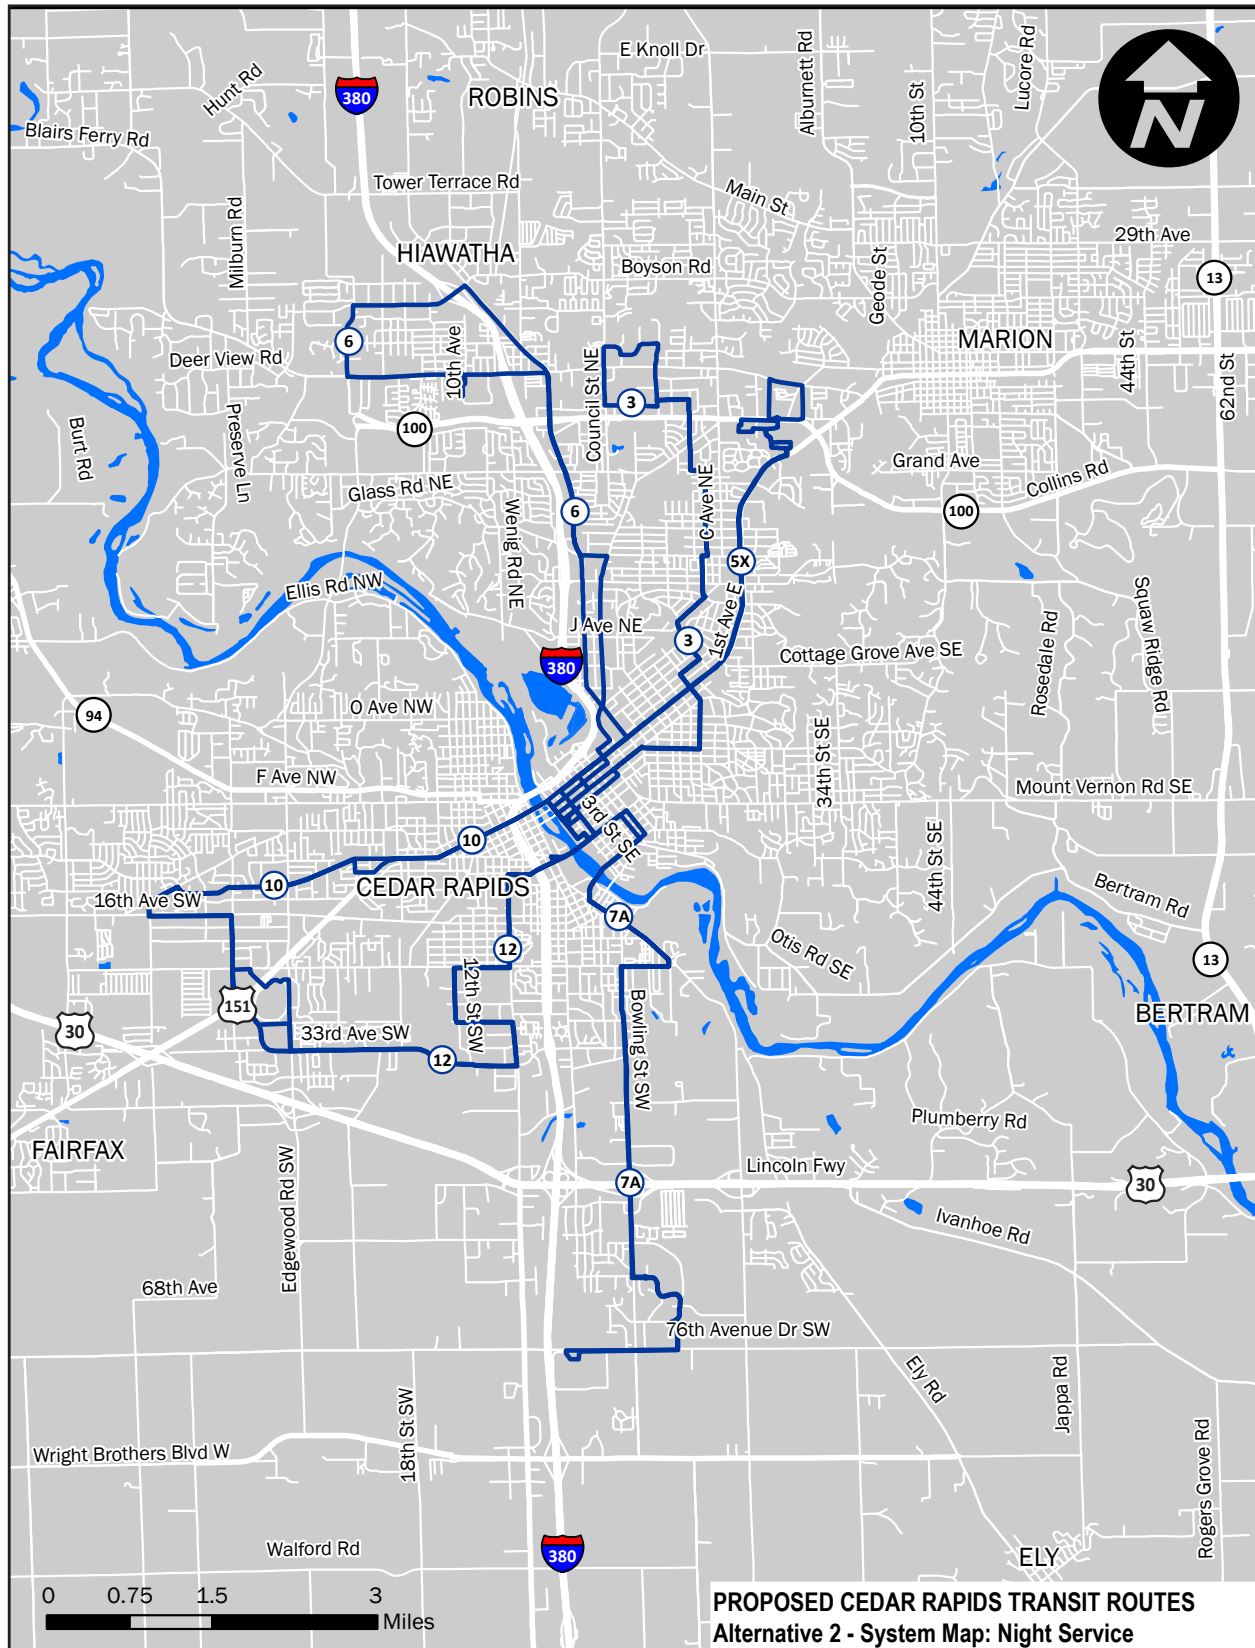 E Knoll Dr
Alburnett Rd
10th St
Lucore Rd
Hunt Rd
380
ROBINS
N
Blairs Ferry Rd
Tower Terrace Rd
Main St
Milburn Rd
HIAWATHA
Boyson Rd
Geode St
29th Ave
13
6
Deer View Rd
10th Ave
Council St NE
MARION
44th St
62nd St
3
100
Burt Rd
Preserve Ln
Glass Rd NE
Grand Ave
Collins Rd
6
Wenig Rd NE
C Ave NE
100
5X
Ellis Rd NW
J Ave NE
3
1st Ave E
Cottage Grove Ave SE
Rosedale Rd
Squaw Ridge Rd
380
94
O Ave NW
34th St SE
F Ave NW
Mount Vernon Rd SE
3rd St SE
10
44th St SE
10
CEDAR RAPIDS
16th Ave SW
Bertram Rd
7A
12
Otis Rd SE
13
12th St SW
151
30
33rd Ave SW
12
Bowling St SW
BERTRAM
Plumberry Rd
FAIRFAX
Lincoln Fwy
7A
30
Edgewood Rd SW
Ivanhoe Rd
68th Ave
76th Avenue Dr SW
Ely Rd
Jappa Rd
18th St SW
Wright Brothers Blvd W
Rogers Grove Rd
Walford Rd
380
ELY
0 0.75 1.5 3
Miles
PROPOSED CEDAR RAPIDS TRANSIT ROUTES
Alternative 2 - System Map: Night Service